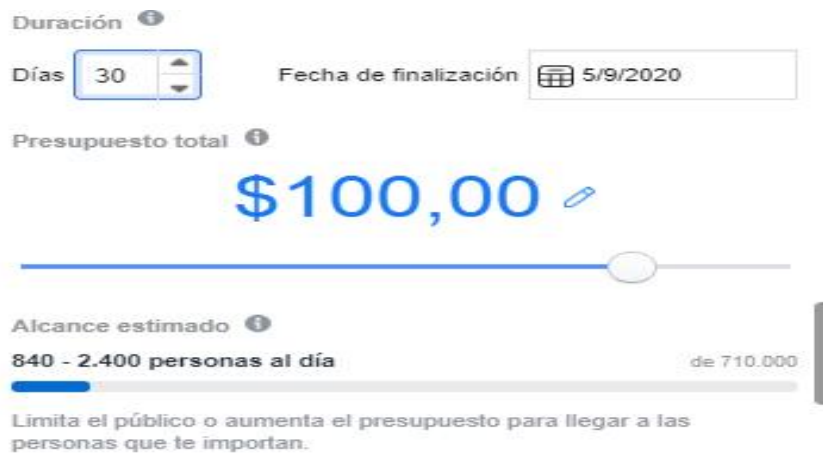 Duración
Días 30 Fecha de finalización 5/9/2020
Presupuesto total
$100,00
Alcance estimado
840 - 2.400 personas al día de 710.000
Limita el público o aumenta el presupuesto para llegar a las
personas que te importan.